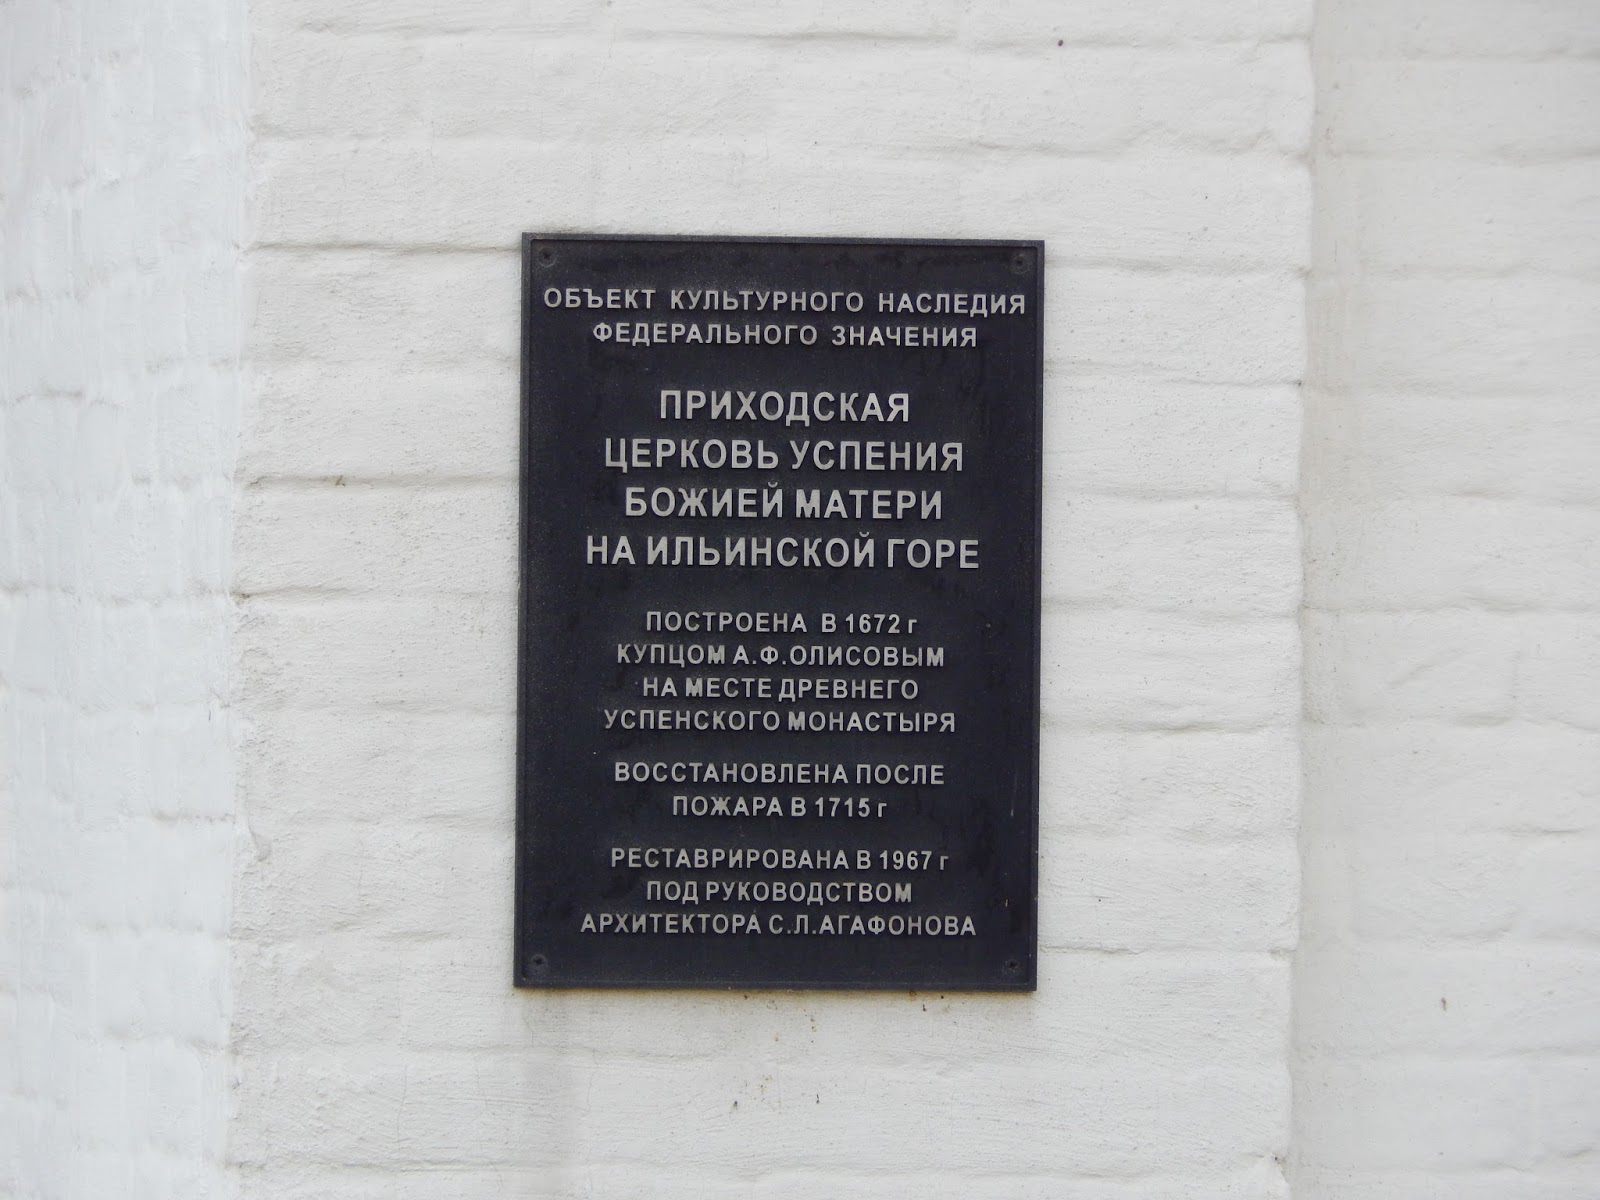 ОБЪЕКТ КУЛЬТУРНОГО НАСЛЕДИЯ
ФЕДЕРАЛЬНОГО ЗНАЧЕНИЯ
ПРИХОДСКАЯ
ЦЕРКОВЬ УСПЕНИЯ
БОЖИЕЙ МАТЕРИ
НА ИЛЬИНСКОЙ ГОРЕ
ПОСТРОЕНА В 1672 г
КУПЦОМ А.Ф.ОЛИСОВЫМ
НА МЕСТЕ ДРЕВНЕГО
УСПЕНСКОГО МОНАСТЫРЯ
ВОССТАНОВЛЕНА ПОСЛЕ
ПОЖАРА В 1715 г
РЕСТАВРИРОВАНА В 1967 г
ПОД РУКОВОДСТВОМ
АРХИТЕКТОРА С.Л.АГАФОНОВА